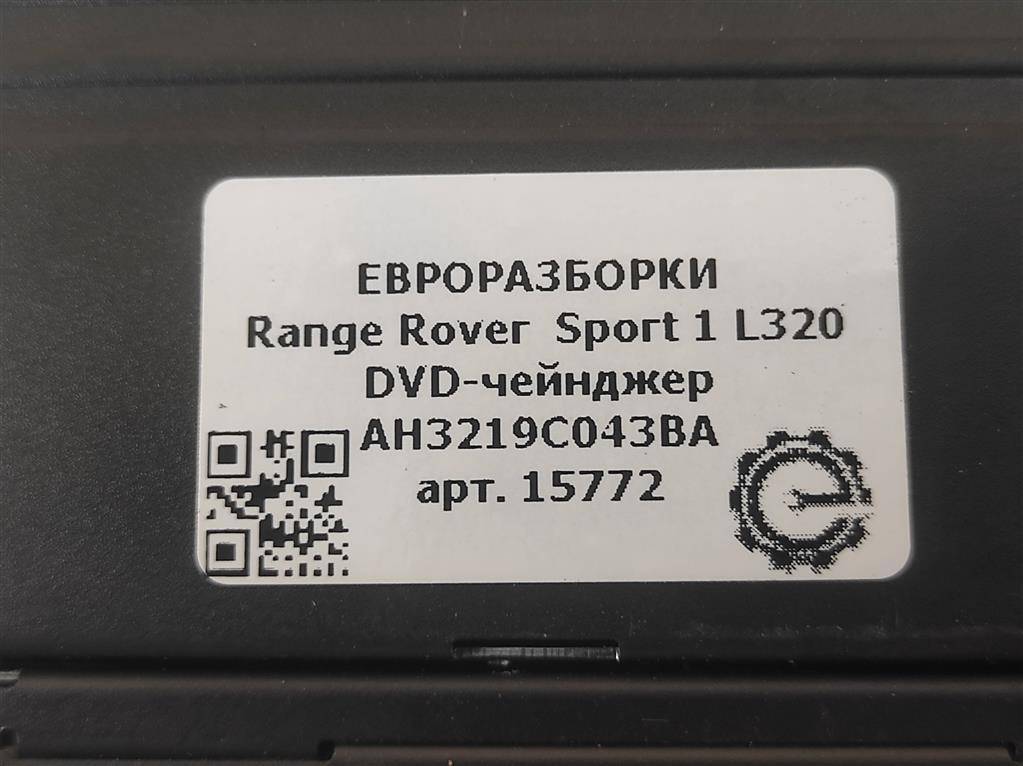 ЕВРОРАЗБОРКИ
Range Rover Sport 1 L320
DVD-чейнджер
AH3219C043BA
арт. 15772